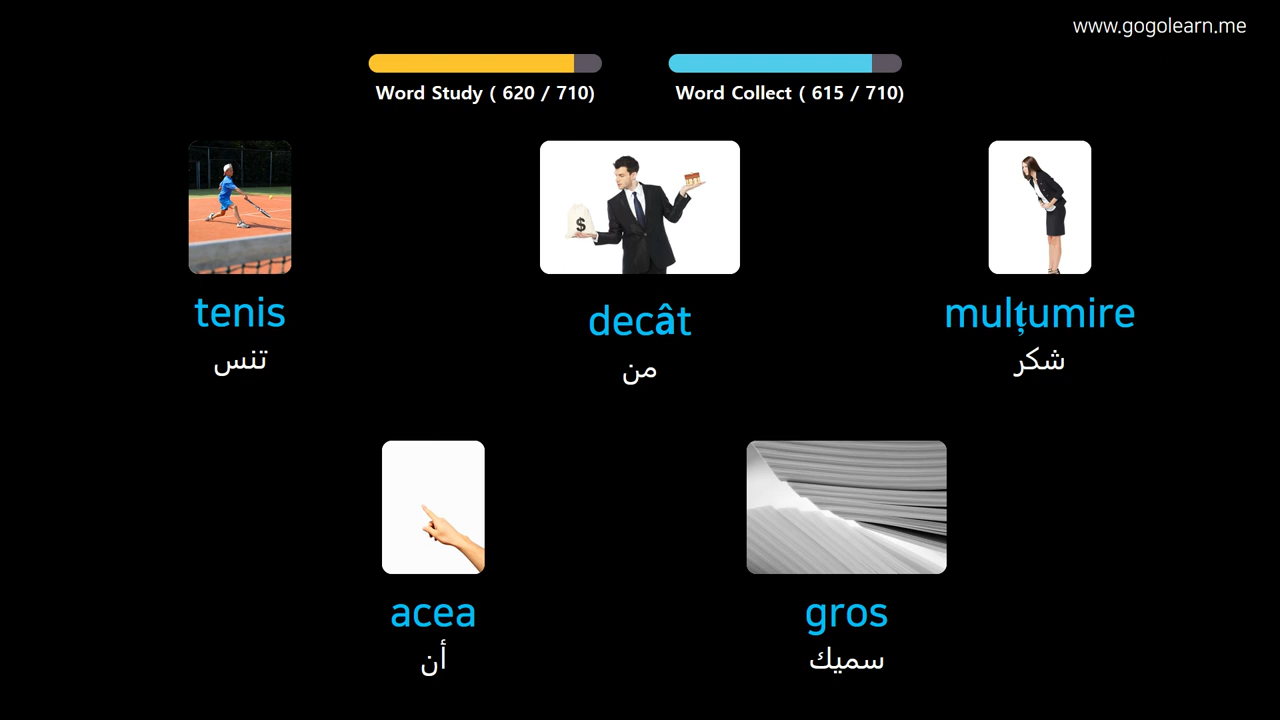 www.gogolearn.me
Word Study ( 620 / 710)
Word Collect ( 615 / 710)
$
tenis
تنس
decât
من
mulțumire
شكر
acea
أن
gros
سميك